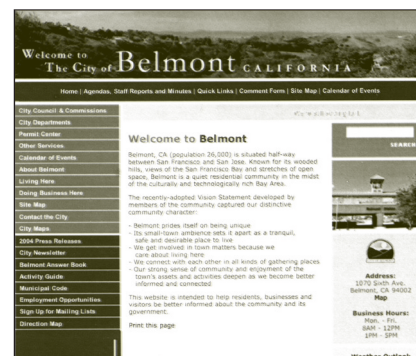 Welcome to
The City of Belmont CALIFORNIA
Home | Agendas, Staff Reports and Minutes | Quick Links | Comment Form | Site Map | Calendar of Events
City Council & Commissions
City Departments
Permit Center
Other Services
Calendar of Events
About Belmont
Living Here
Doing Business Here
Site Map
Contact the City
City Maps
2004 Press Releases
City Newsletter
Belmont Answer Book
Activity Guide
Municipal Code
Employment Opportunities
Sign Up for Mailing Lists
Direction Map
Welcome to Belmont
Belmont, CA (population 26,000) is situated half-way
between San Francisco and San Jose. Known for its wooded
hills, views of the San Francisco Bay and stretches of open
space, Belmont is a quiet residential community in the midst
of the culturally and technologically rich Bay Area.
The recently-adopted Vision Statement developed by
members of the community captured our distinctive
community character:
- Belmont prides itself on being unique
- Its small-town ambience sets it apart as a tranquil,
safe and desirable place to live
- We get involved in town matters because we
care about living here
- We connect with each other in all kinds of gathering places
- Our strong sense of community and enjoyment of the
town's assets and activities deepen as we become better
informed and connected
This website is intended to help residents, businesses and
visitors be better informed about the community and its
government.
Print this page
SEARCH
Address:
1070 Sixth Ave.
Belmont, CA 94002
Map
Business Hours:
Mon. - Fri.
8AM - 12PM
1PM - 5PM
Weather Outlook